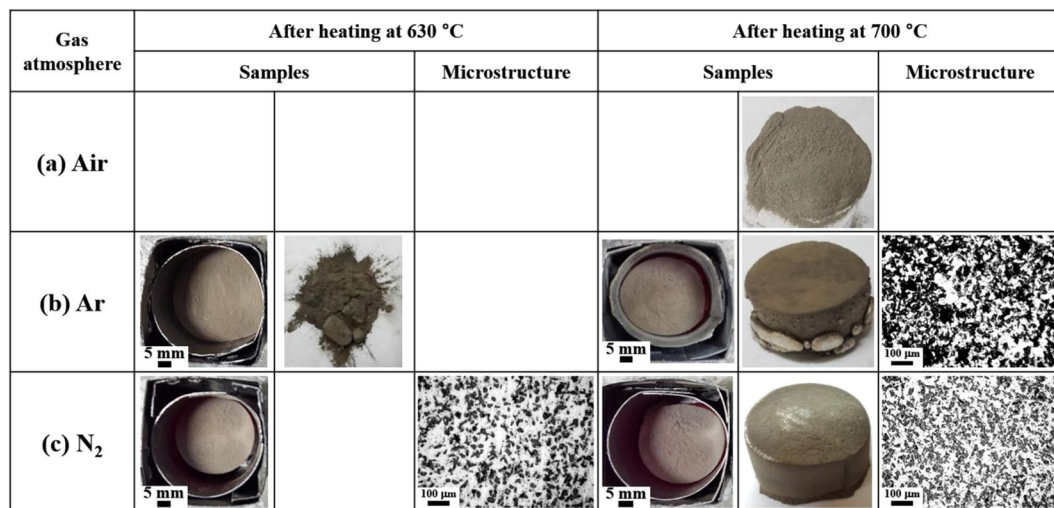 Gas
atmosphere
After heating at 630 °C
After heating at 700 °C
Samples
Microstructure
Samples
Microstructure
(a) Air
(b) Ar
5 mm
5 mm
100 μm
(c) N₂
5 mm
100 μm
5 mm
100 μm